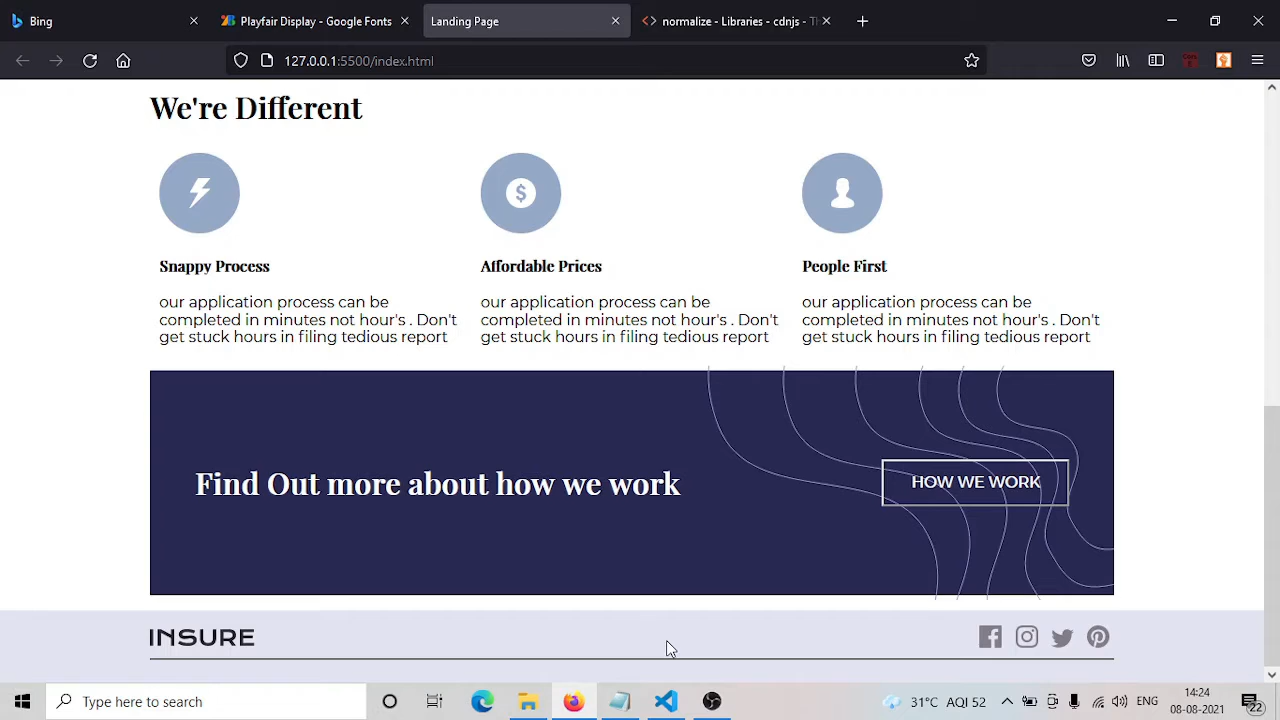 Bing
Playfair Display - Google Fonts
Landing Page
normalize - Libraries - cdnjs - Th
127.0.0.1:5500/index.html
We're Different
Snappy Process
our application process can be
completed in minutes not hour's . Don't
get stuck hours in filing tedious report
Affordable Prices
our application process can be
completed in minutes not hour's . Don't
get stuck hours in filing tedious report
People First
our application process can be
completed in minutes not hour's . Don't
get stuck hours in filing tedious report
Find Out more about how we work
HOW WE WORK
INSURE
Type here to search
31°C AQI 52
ENG
14:24
08-08-2021
22